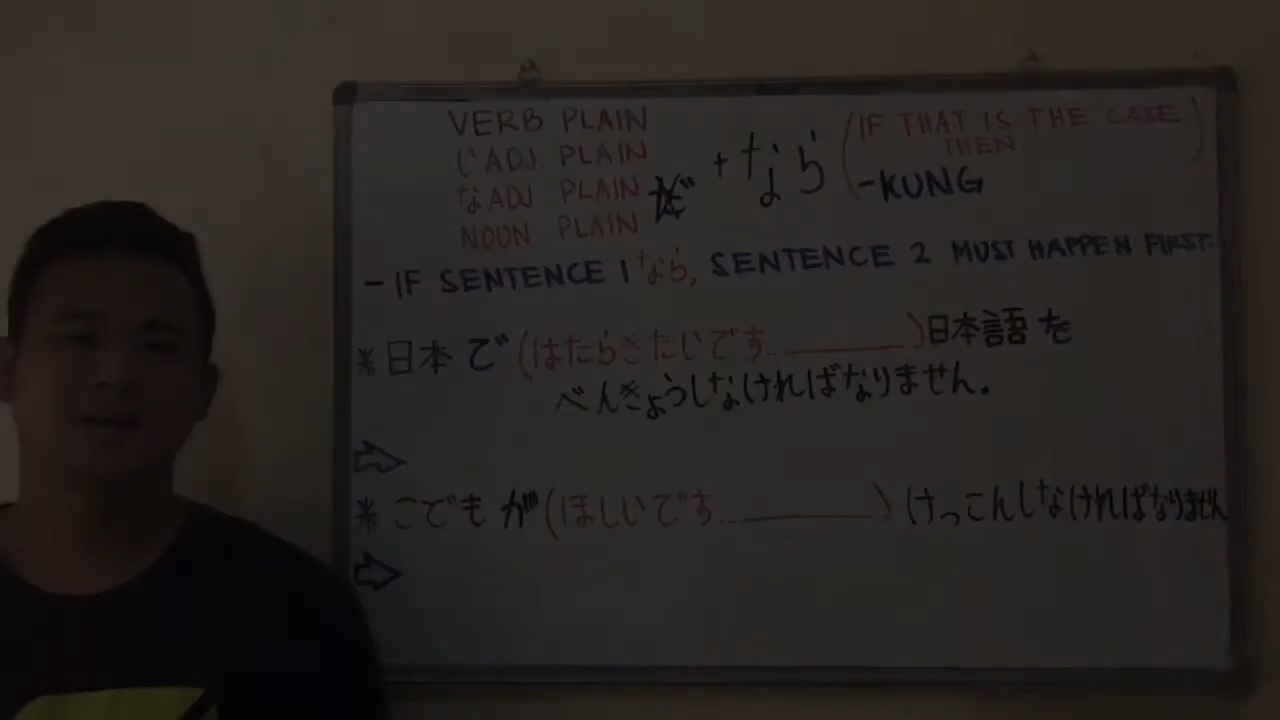 VERB PLAIN
い ADJ. PLAIN
な ADJ PLAIN だ
NOUN PLAIN
+ なら (IF THAT IS THE CASE THEN)
-KUNG
- IF SENTENCE 1 なら, SENTENCE 2 MUST HAPPEN FIRST.
* 日本で (はたらきたいです...________) 日本語を
べんきょうしなければなりません。
⇨
* こどもが (ほしいです...________) けっこんしなければなりません
⇨